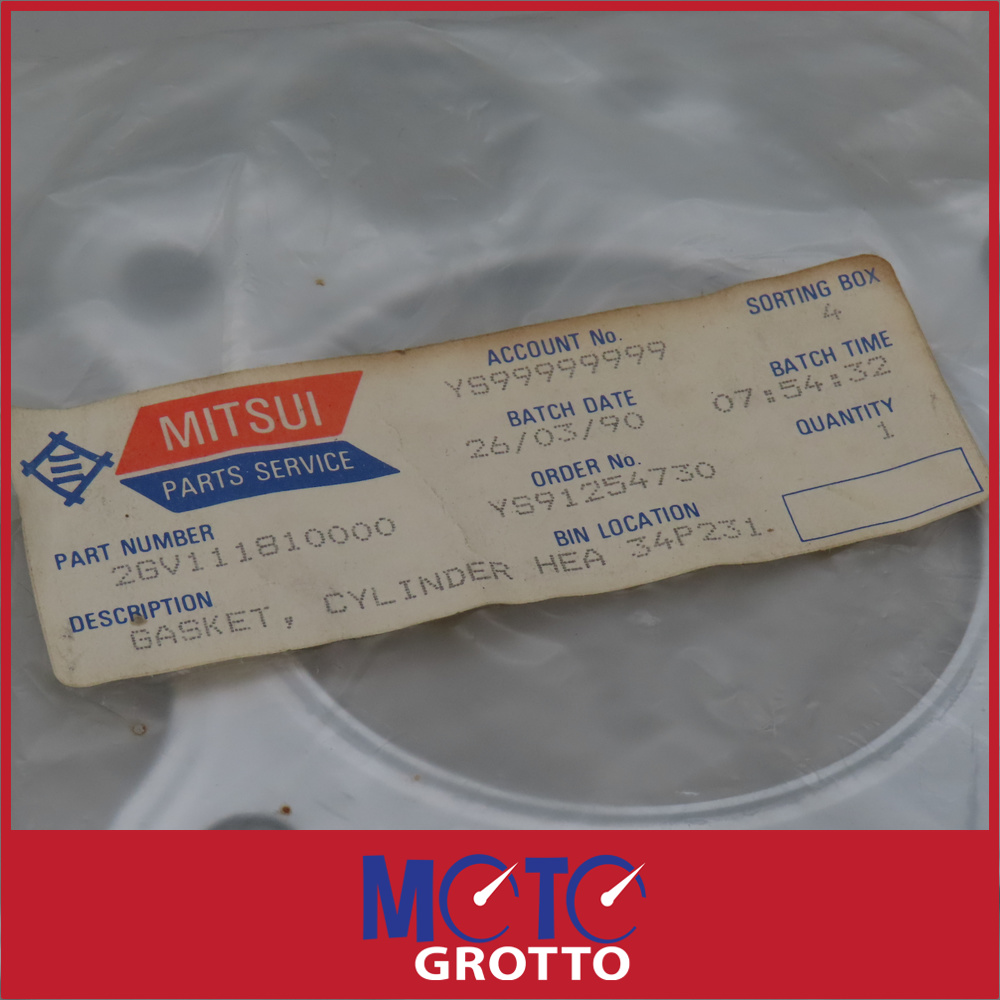 MITSUI
PARTS SERVICE
ACCOUNT No.
YS99999999
SORTING BOX
4
BATCH DATE
26/03/90
BATCH TIME
07:54:32
ORDER No.
YS91254730
QUANTITY
1
PART NUMBER
2GV111810000
BIN LOCATION
34P231.
DESCRIPTION
GASKET, CYLINDER HEA
MOTO
GROTTO